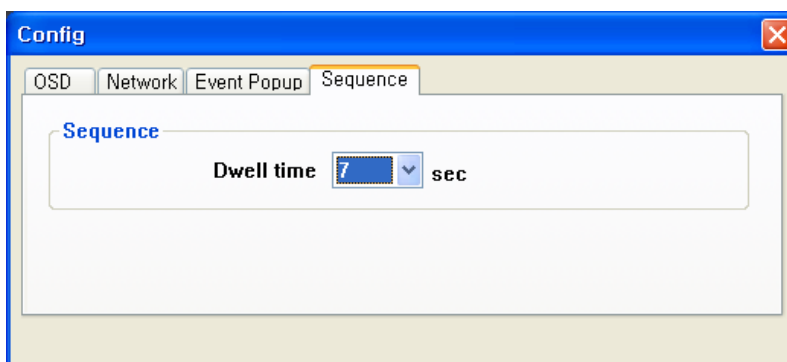 Config
OSD Network Event Popup Sequence
Sequence
Dwell time 7 sec